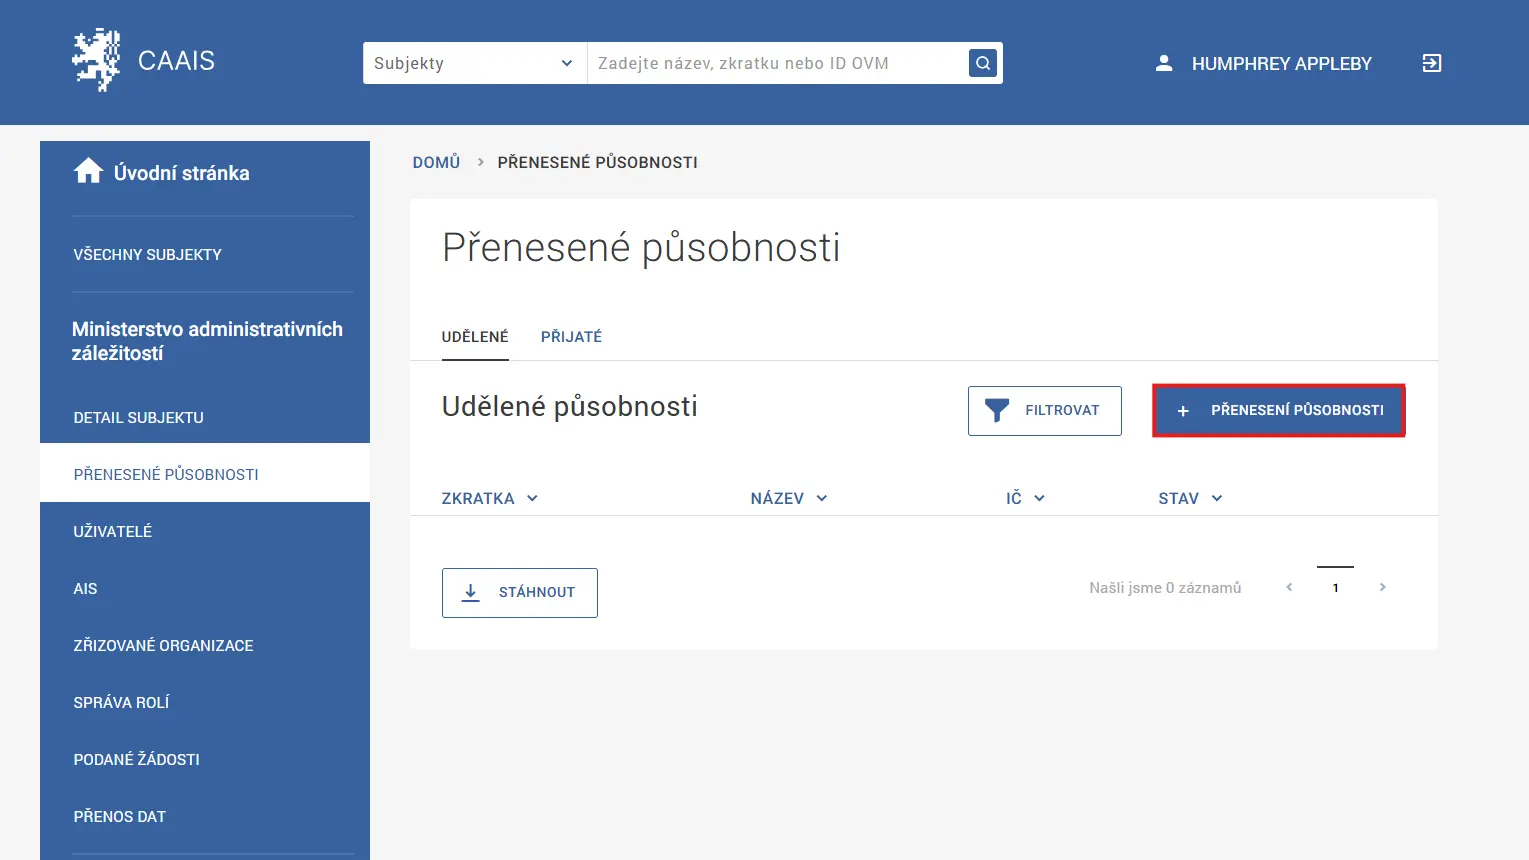 CAAIS
Subjekty
Zadejte název, zkratku nebo ID OVM
HUMPHREY APPLEBY
Úvodní stránka
VŠECHNY SUBJEKTY
Ministerstvo administrativních
záležitostí
DETAIL SUBJEKTU
PŘENESENÉ PŮSOBNOSTI
UŽIVATELÉ
AIS
ZŘIZOVANÉ ORGANIZACE
SPRÁVA ROLÍ
PODANÉ ŽÁDOSTI
PŘENOS DAT
DOMŮ > PŘENESENÉ PŮSOBNOSTI
Přenesené působnosti
UDĚLENÉ PŘIJATÉ
Udělené působnosti
FILTROVAT
+ PŘENESENÍ PŮSOBNOSTI
ZKRATKA NÁZEV IČ STAV
STÁHNOUT
Našli jsme 0 záznamů < 1 >